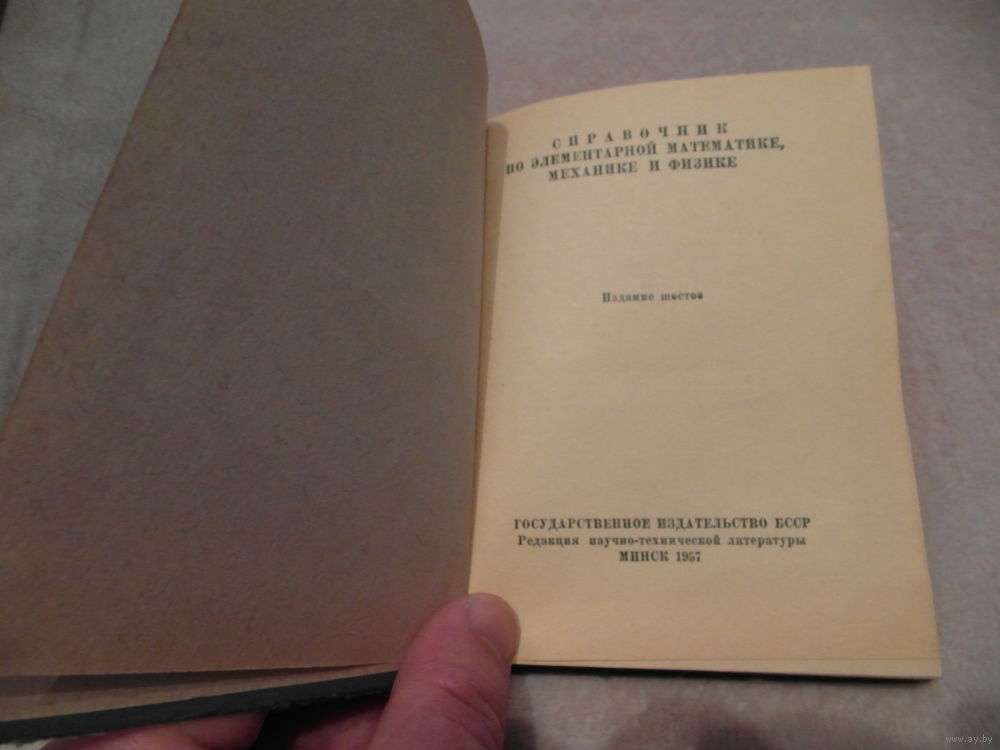 СПРАВОЧНИК
ПО ЭЛЕМЕНТАРНОЙ МАТЕМАТИКЕ,
МЕХАНИКЕ И ФИЗИКЕ
Издание шестое
ГОСУДАРСТВЕННОЕ ИЗДАТЕЛЬСТВО БССР
Редакция научно-технической литературы
МИНСК 1957
www.ay.by